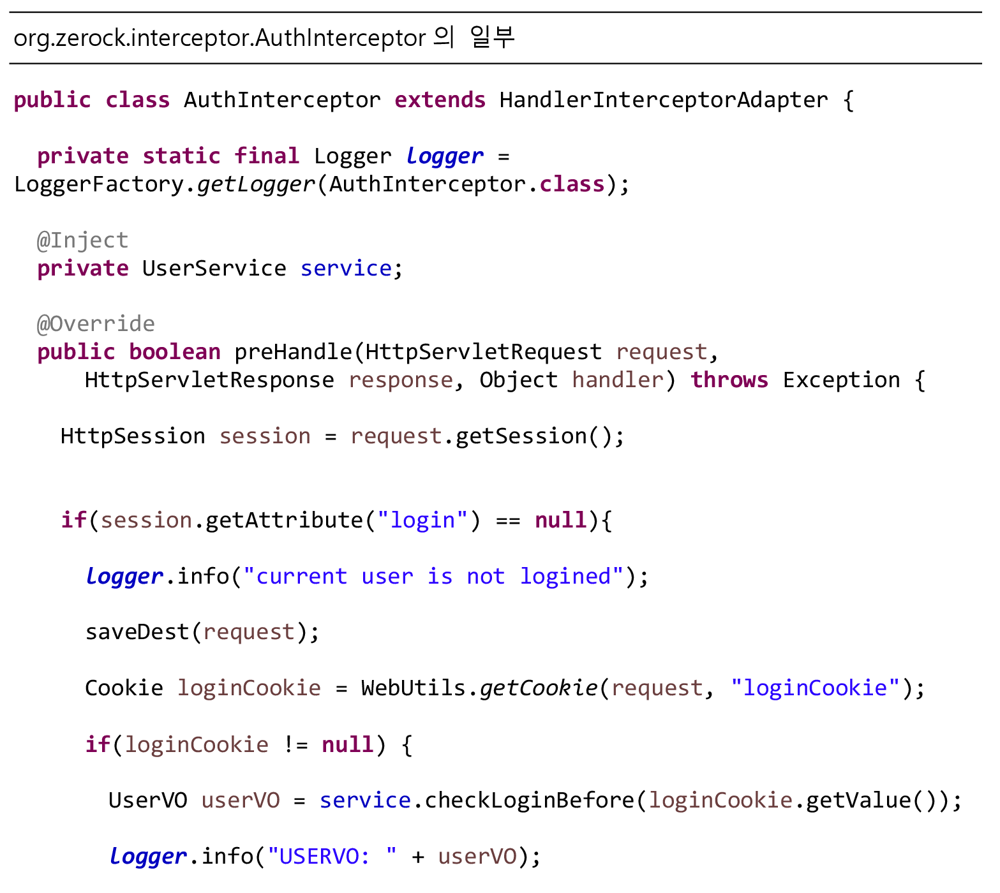 org.zerock.interceptor.AuthInterceptor 의 일부
public class AuthInterceptor extends HandlerInterceptorAdapter {
private static final Logger logger =
LoggerFactory.getLogger(AuthInterceptor.class);
@Inject
private UserService service;
@Override
public boolean preHandle(HttpServletRequest request,
HttpServletResponse response, Object handler) throws Exception {
HttpSession session = request.getSession();
if(session.getAttribute("login") == null){
logger.info("current user is not logined");
saveDest(request);
Cookie loginCookie = WebUtils.getCookie(request, "loginCookie");
if(loginCookie != null) {
UserVO userVO = service.checkLoginBefore(loginCookie.getValue());
logger.info("USERVO: " + userVO);